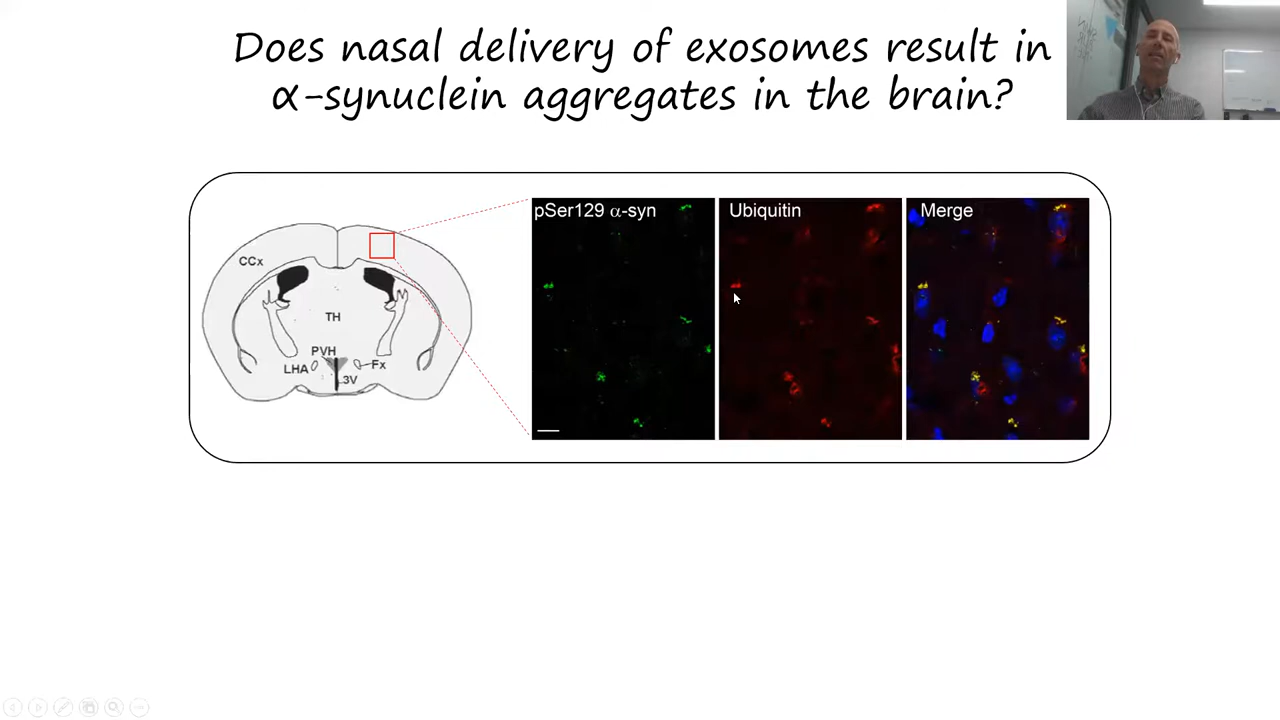 Does nasal delivery of exosomes result in
α-synuclein aggregates in the brain?
pSer129 α-syn
Ubiquitin
Merge
CCx
TH
PVH
LHA
Fx
3V